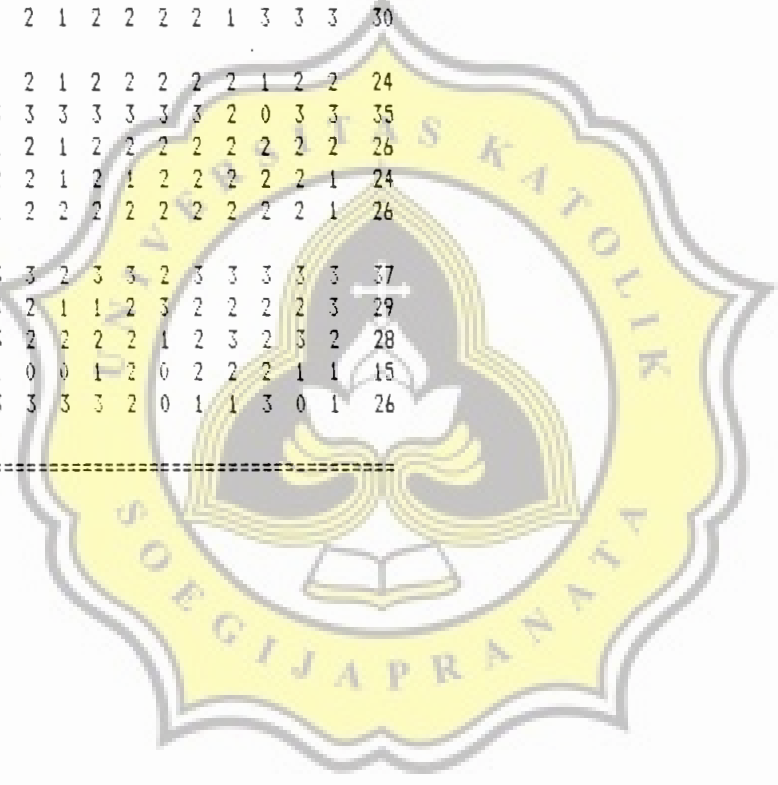 2 1 2 2 2 2 1 3 3 3 30
2 1 2 2 2 2 2 1 2 2 24
3 3 3 3 3 3 2 0 3 3 35
2 1 2 2 2 2 2 2 2 2 26
2 1 2 1 2 2 2 2 2 1 24
2 2 2 2 2 2 2 2 2 1 26
3 2 3 3 2 3 3 3 3 3 37
2 1 1 2 3 2 2 2 2 3 29
2 2 2 2 1 2 3 2 3 2 28
0 0 1 2 0 2 2 2 1 1 15
3 3 3 2 0 1 1 3 0 1 26
==================================================
UNIVERSITAS KATOLIK
SOEGIJAPRANATA